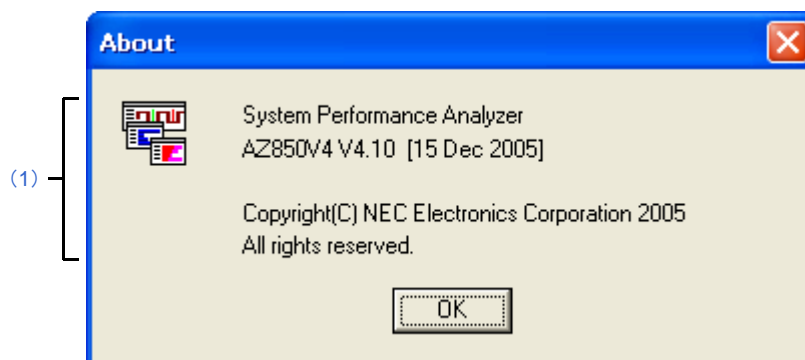 About
(1)
System Performance Analyzer
AZ850V4 V4.10 [15 Dec 2005]
Copyright(C) NEC Electronics Corporation 2005
All rights reserved.
OK